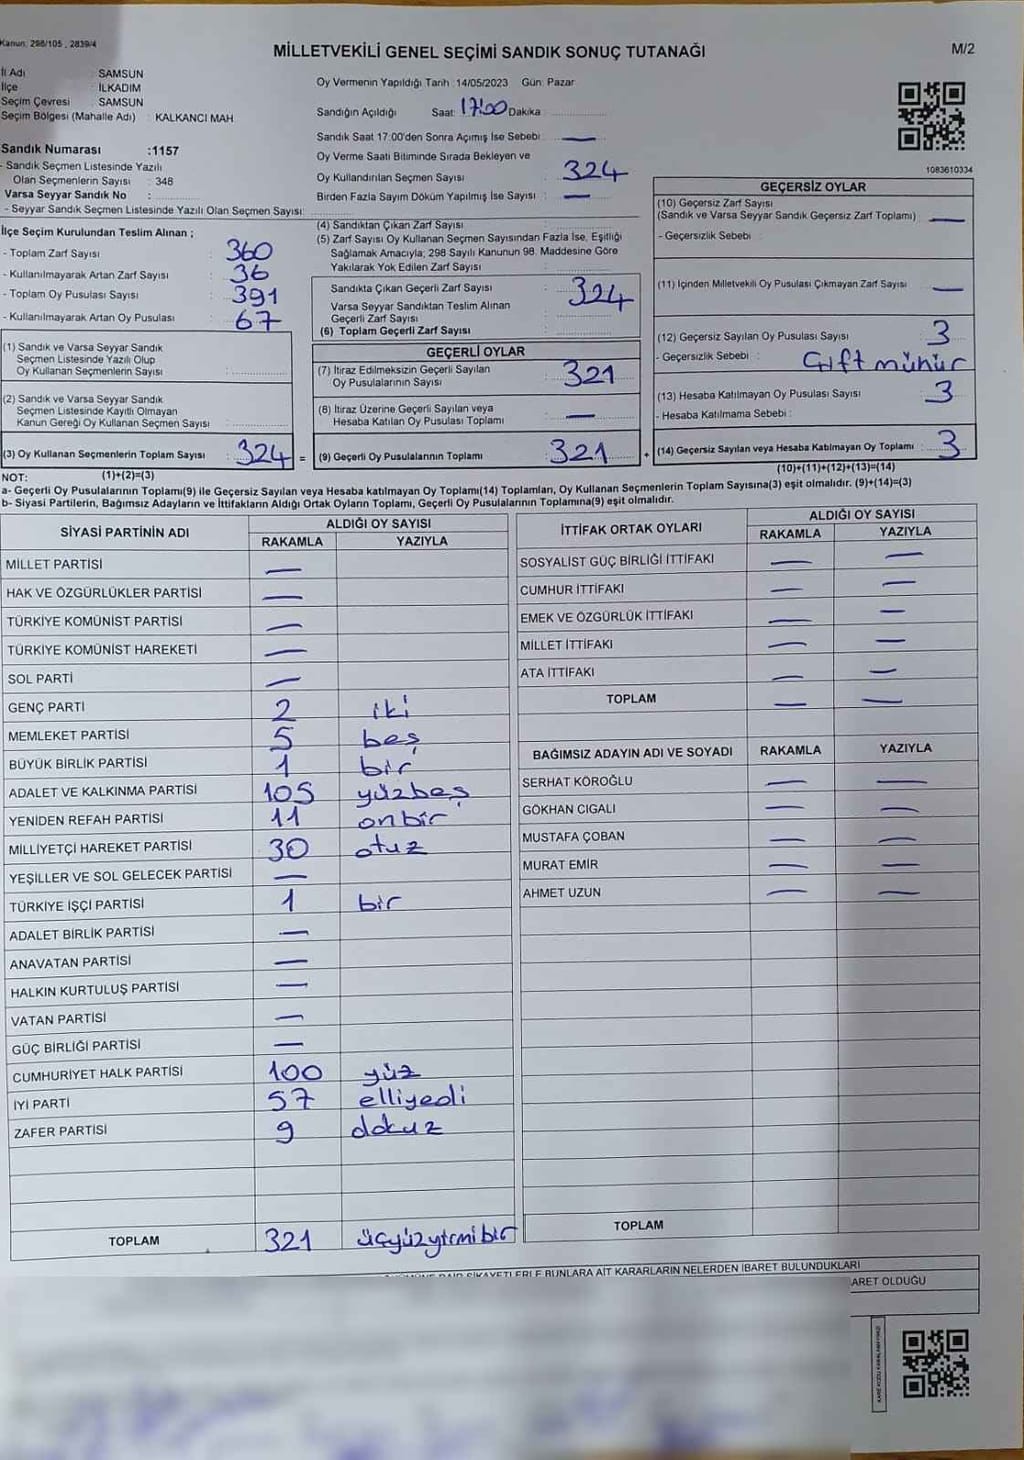 Kanun: 298/105 , 2839/4
MİLLETVEKİLİ GENEL SEÇİMİ SANDIK SONUÇ TUTANAĞI
M/2
İl Adı : SAMSUN
İlçe : İLKADIM
Seçim Çevresi : SAMSUN
Seçim Bölgesi (Mahalle Adı) : KALKANCI MAH
Sandık Numarası :1157
- Sandık Seçmen Listesinde Yazılı
Olan Seçmenlerin Sayısı : 348
Varsa Seyyar Sandık No :
- Seyyar Sandık Seçmen Listesinde Yazılı Olan Seçmen Sayısı:
Oy Vermenin Yapıldığı Tarih :14/05/2023 Gün: Pazar
Sandığın Açıldığı Saat: 17:00 Dakika
Sandık Saat 17:00'den Sonra Açımış İse Sebebi : —
Oy Verme Saati Bitiminde Sırada Bekleyen ve
Oy Kullandırılan Seçmen Sayısı : 324
Birden Fazla Sayım Döküm Yapılmış İse Sayısı : —
1083610334
İlçe Seçim Kurulundan Teslim Alınan ;
- Toplam Zarf Sayısı : 360
- Kullanılmayarak Artan Zarf Sayısı : 36
- Toplam Oy Pusulası Sayısı : 391
- Kullanılmayarak Artan Oy Pusulası : 67
(1) Sandık ve Varsa Seyyar Sandık
Seçmen Listesinde Yazılı Olup
Oy Kullanan Seçmenlerin Sayısı :
(2) Sandık ve Varsa Seyyar Sandık
Seçmen Listesinde Kayıtlı Olmayan
Kanun Gereği Oy Kullanan Seçmen Sayısı :
(3) Oy Kullanan Seçmenlerin Toplam Sayısı : 324 =
(4) Sandıktan Çıkan Zarf Sayısı :
(5) Zarf Sayısı Oy Kullanan Seçmen Sayısından Fazla İse, Eşitliği
Sağlamak Amacıyla; 298 Sayılı Kanunun 98. Maddesine Göre
Yakılarak Yok Edilen Zarf Sayısı :
Sandıkta Çıkan Geçerli Zarf Sayısı : 324
Varsa Seyyar Sandıktan Teslim Alınan
Geçerli Zarf Sayısı :
(6) Toplam Geçerli Zarf Sayısı :
GEÇERLİ OYLAR
(7) İtiraz Edilmeksizin Geçerli Sayılan
Oy Pusulalarının Sayısı : 321
(8) İtiraz Üzerine Geçerli Sayılan veya
Hesaba Katılan Oy Pusulası Toplamı : —
(9) Geçerli Oy Pusulalarının Toplamı : 321 +
GEÇERSİZ OYLAR
(10) Geçersiz Zarf Sayısı
(Sandık ve Varsa Seyyar Sandık Geçersiz Zarf Toplamı) : —
- Geçersizlik Sebebi :
(11) İçinden Milletvekili Oy Pusulası Çıkmayan Zarf Sayısı : —
(12) Geçersiz Sayılan Oy Pusulası Sayısı : 3
- Geçersizlik Sebebi : Çift mühür
(13) Hesaba Katılmayan Oy Pusulası Sayısı : 3
- Hesaba Katılmama Sebebi :
(14) Geçersiz Sayılan veya Hesaba Katılmayan Oy Toplamı : 3
NOT: (1)+(2)=(3)
(10)+(11)+(12)+(13)=(14)
a- Geçerli Oy Pusulalarının Toplamı(9) ile Geçersiz Sayılan veya Hesaba katılmayan Oy Toplamı(14) Toplamları, Oy Kullanan Seçmenlerin Toplam Sayısına(3) eşit olmalıdır. (9)+(14)=(3)
b- Siyasi Partilerin, Bağımsız Adayların ve İttifakların Aldığı Ortak Oyların Toplamı, Geçerli Oy Pusulalarının Toplamına(9) eşit olmalıdır.
SİYASİ PARTİNİN ADI ALDIĞI OY SAYISI
RAKAMLA YAZIYLA
MİLLET PARTİSİ —
HAK VE ÖZGÜRLÜKLER PARTİSİ —
TÜRKİYE KOMÜNİST PARTİSİ —
TÜRKİYE KOMÜNİST HAREKETİ —
SOL PARTİ —
GENÇ PARTİ 2 iki
MEMLEKET PARTİSİ 5 beş
BÜYÜK BİRLİK PARTİSİ 1 bir
ADALET VE KALKINMA PARTİSİ 105 yüzbeş
YENİDEN REFAH PARTİSİ 11 onbir
MİLLİYETÇİ HAREKET PARTİSİ 30 otuz
YEŞİLLER VE SOL GELECEK PARTİSİ —
TÜRKİYE İŞÇİ PARTİSİ 1 bir
ADALET BİRLİK PARTİSİ —
ANAVATAN PARTİSİ —
HALKIN KURTULUŞ PARTİSİ —
VATAN PARTİSİ —
GÜÇ BİRLİĞİ PARTİSİ —
CUMHURİYET HALK PARTİSİ 100 yüz
İYİ PARTİ 57 elliyedi
ZAFER PARTİSİ 9 dokuz
TOPLAM 321 üçyüzyirmibir
İTTİFAK ORTAK OYLARI ALDIĞI OY SAYISI
RAKAMLA YAZIYLA
SOSYALİST GÜÇ BİRLİĞİ İTTİFAKI — —
CUMHUR İTTİFAKI — —
EMEK VE ÖZGÜRLÜK İTTİFAKI — —
MİLLET İTTİFAKI — —
ATA İTTİFAKI — —
TOPLAM — —
BAĞIMSIZ ADAYIN ADI VE SOYADI RAKAMLA YAZIYLA
SERHAT KÖROĞLU — —
GÖKHAN CIGALI — —
MUSTAFA ÇOBAN — —
MURAT EMİR — —
AHMET UZUN — —
TOPLAM
ŞİKAYETLERLE BUNLARA AİT KARARLARIN NELERDEN İBARET BULUNDUKLARI
ARET OLDUĞU